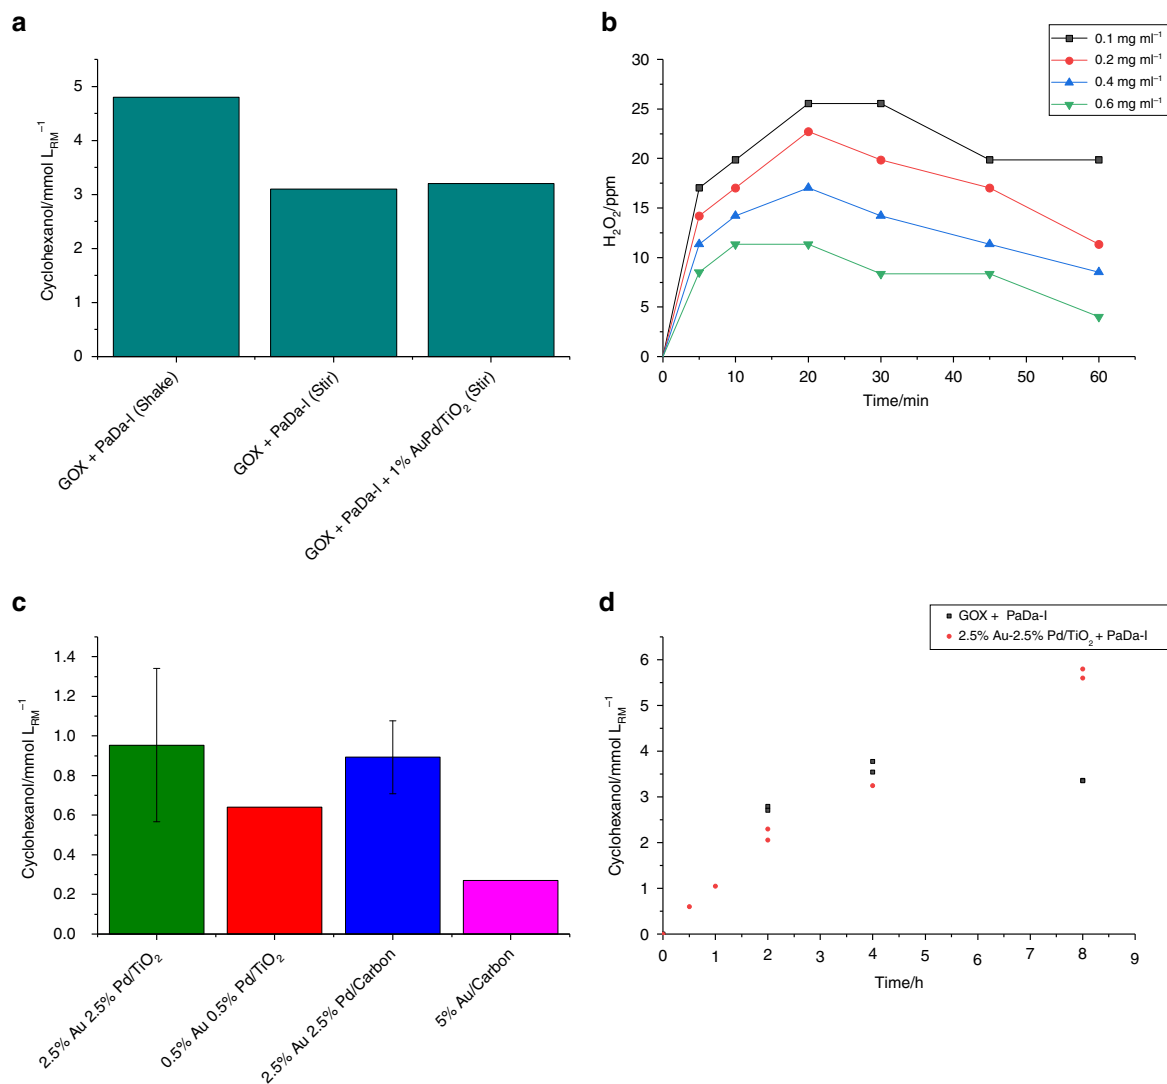 a
Cyclohexanol/mmol L_RM⁻¹
5
4
3
2
1
0
GOX + PaDa-I (Shake)
GOX + PaDa-I (Stir)
GOX + PaDa-I + 1% AuPd/TiO₂ (Stir)
b
0.1 mg ml⁻¹
0.2 mg ml⁻¹
0.4 mg ml⁻¹
0.6 mg ml⁻¹
H₂O₂/ppm
30
25
20
15
10
5
0
0 10 20 30 40 50 60
Time/min
c
Cyclohexanol/mmol L_RM⁻¹
1.4
1.2
1.0
0.8
0.6
0.4
0.2
0.0
2.5% Au 2.5% Pd/TiO₂
0.5% Au 0.5% Pd/TiO₂
2.5% Au 2.5% Pd/Carbon
5% Au/Carbon
d
GOX + PaDa-I
2.5% Au-2.5% Pd/TiO₂ + PaDa-I
Cyclohexanol/mmol L_RM⁻¹
6
5
4
3
2
1
0
0 1 2 3 4 5 6 7 8 9
Time/h